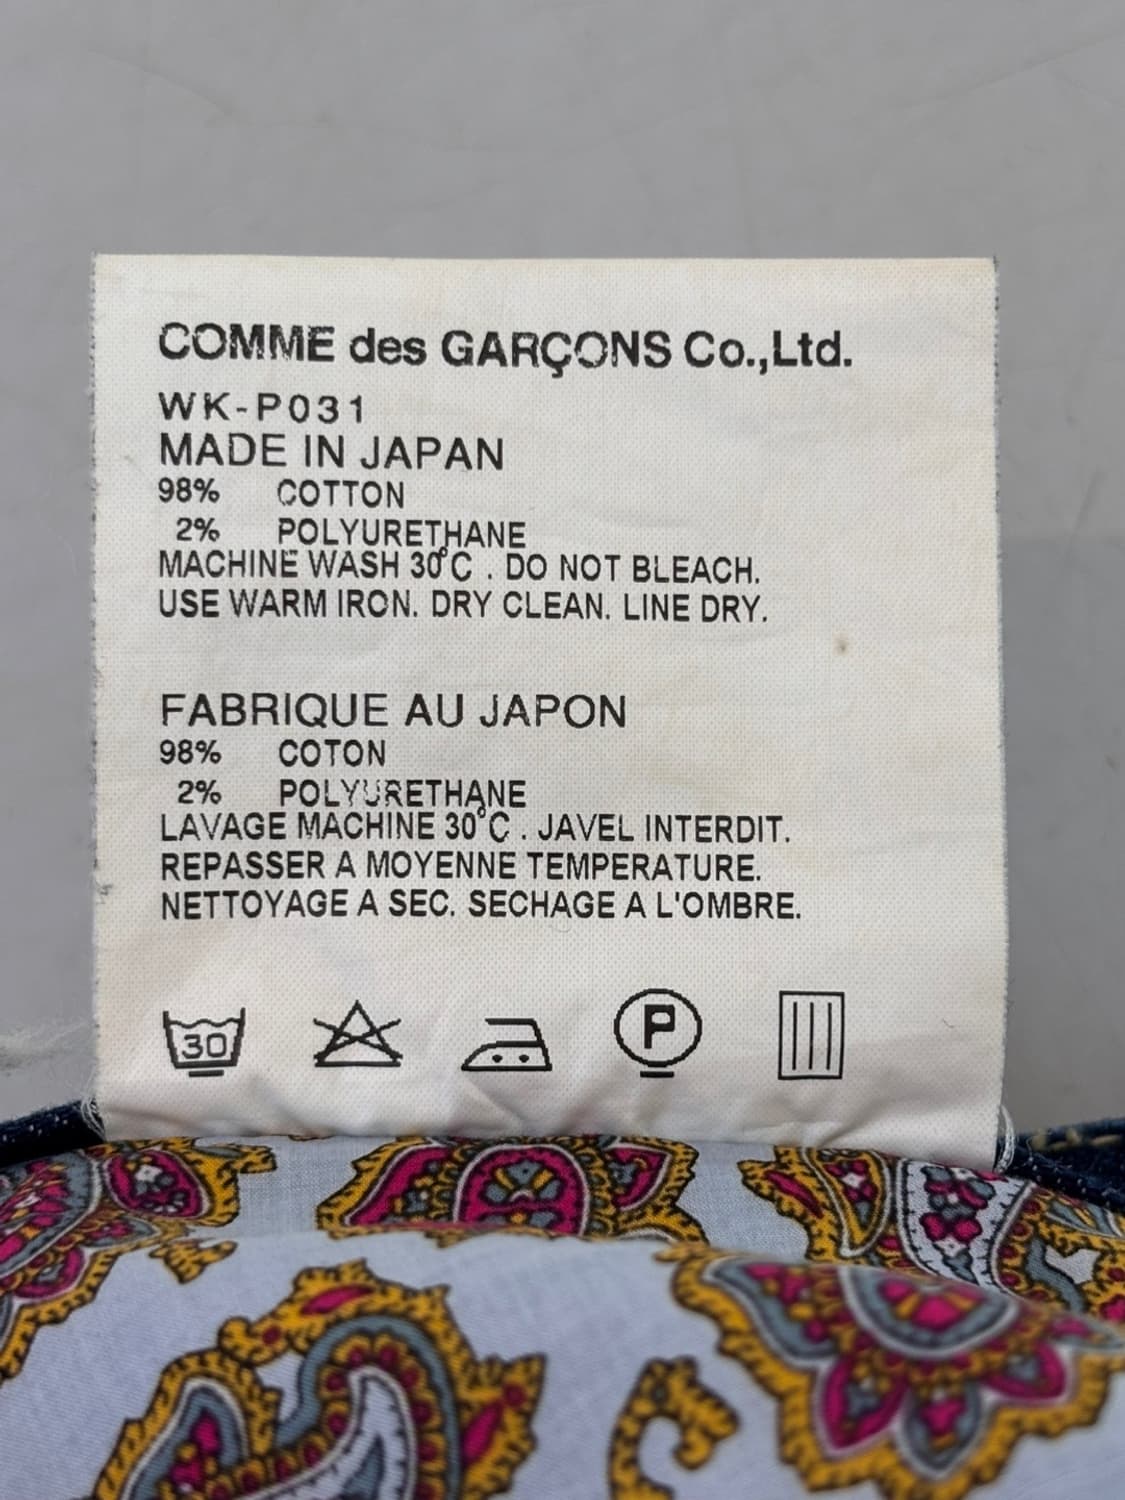 COMME des GARÇONS Co.,Ltd.
WK-P031
MADE IN JAPAN
98% COTTON
2% POLYURETHANE
MACHINE WASH 30°C . DO NOT BLEACH.
USE WARM IRON. DRY CLEAN. LINE DRY.
FABRIQUE AU JAPON
98% COTON
2% POLYURETHANE
LAVAGE MACHINE 30°C . JAVEL INTERDIT.
REPASSER A MOYENNE TEMPERATURE.
NETTOYAGE A SEC. SECHAGE A L'OMBRE.
30 P